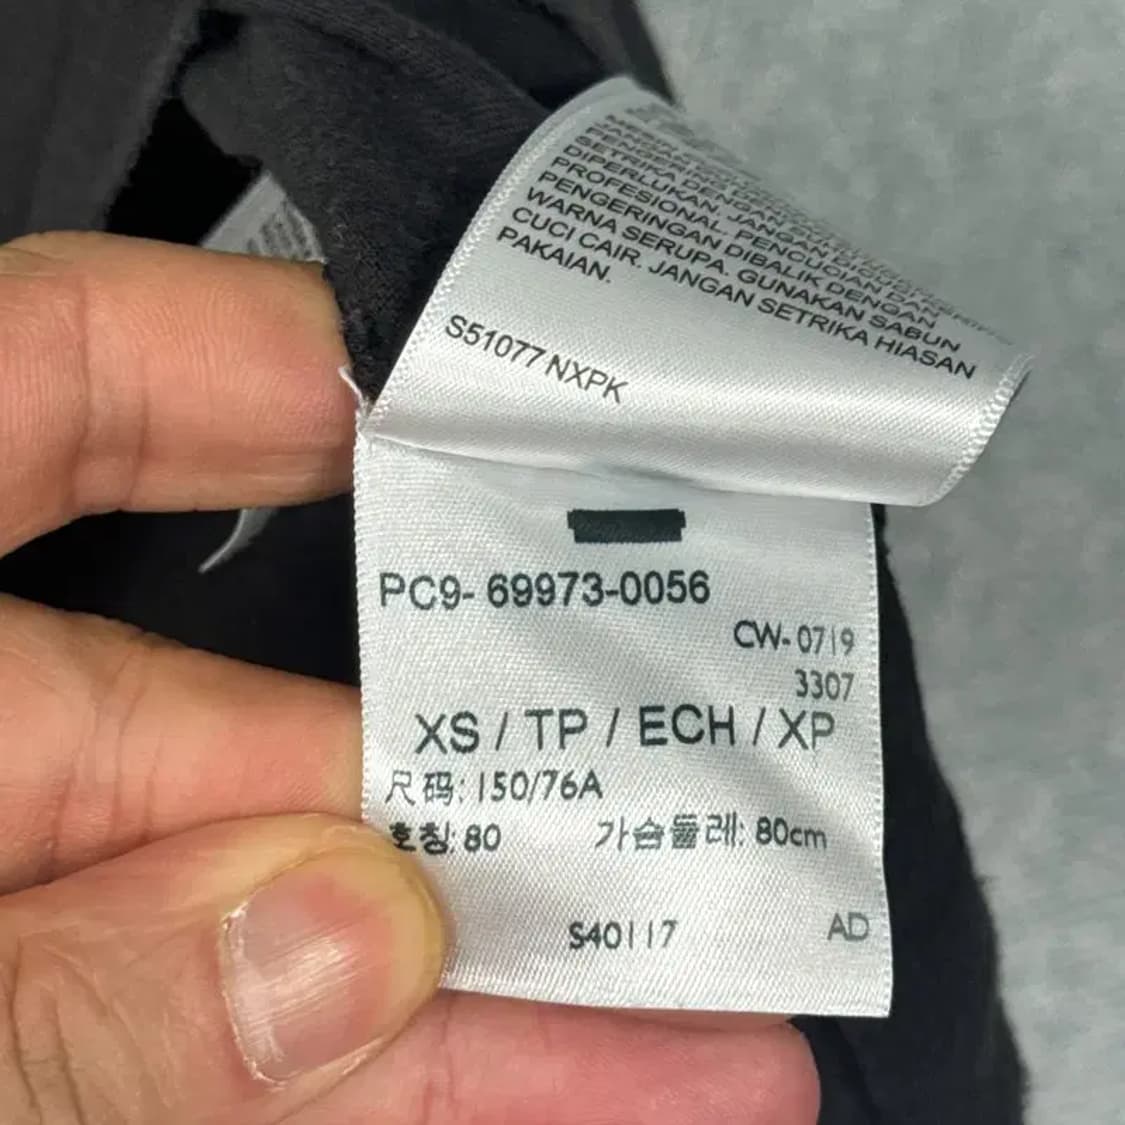 SETRIKA DENGAN
DIPERLUKAN. JANGAN
PROFESIONAL. PENCUCIAN DAN
PENGERINGAN DIBALIK DENGAN
WARNA SERUPA. GUNAKAN SABUN
CUCI CAIR. JANGAN SETRIKA HIASAN
PAKAIAN.
S51077 NXPK
PC9- 69973-0056
CW-0719
3307
XS / TP / ECH / XP
尺码: 150/76A
호칭: 80 가슴둘레: 80cm
S40117 AD